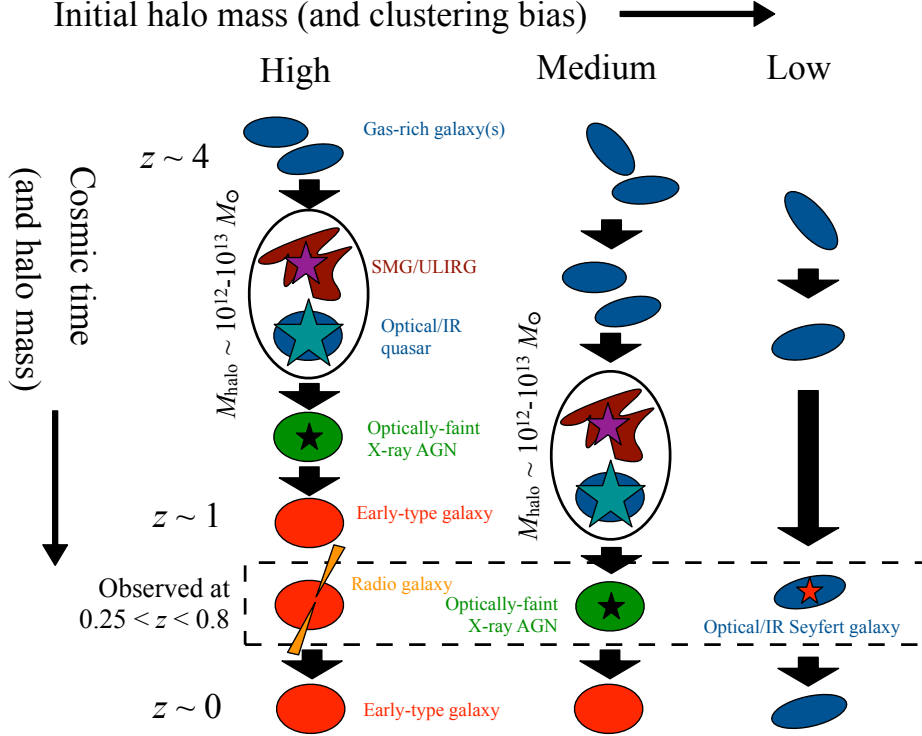 Initial halo mass (and clustering bias)
High
Medium
Low
Gas-rich galaxy(s)
z ~ 4
Cosmic time
(and halo mass)
M_halo ~ 10^12-10^13 M_⊙
SMG/ULIRG
Optical/IR
quasar
M_halo ~ 10^12-10^13 M_⊙
Optically-faint
X-ray AGN
z ~ 1
Early-type galaxy
Observed at
0.25 < z < 0.8
Radio galaxy
Optically-faint
X-ray AGN
Optical/IR Seyfert galaxy
z ~ 0
Early-type galaxy